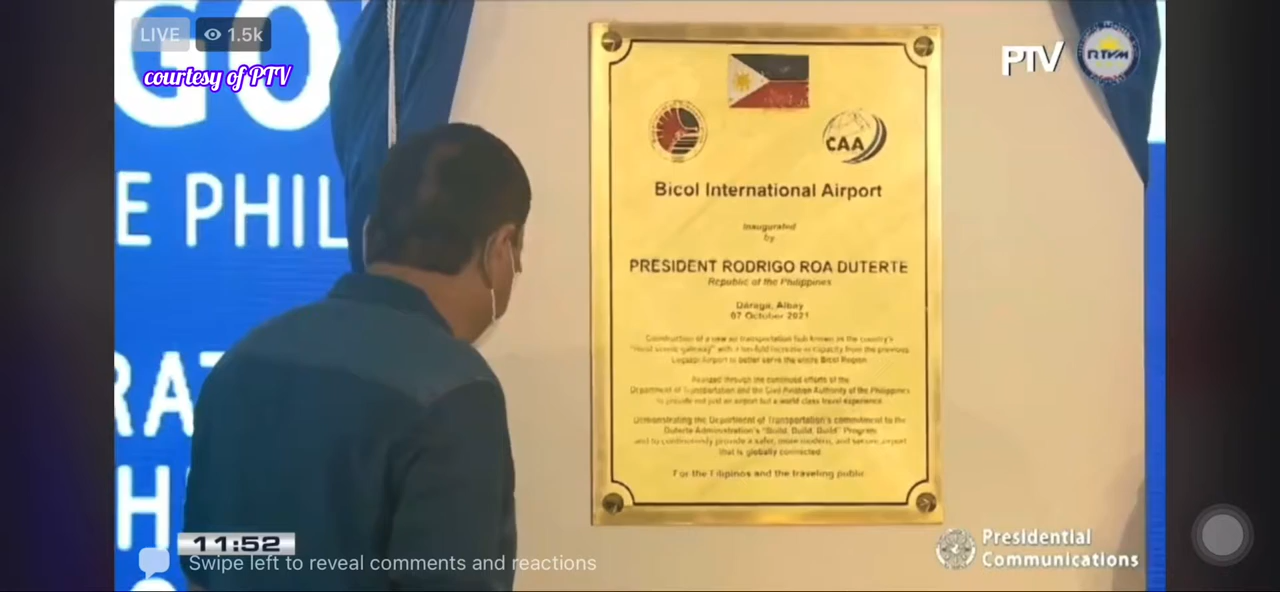 GO
LIVE
1.5k
courtesy of PTV
E PHIL
RAT
H
PTV
RTVM
CAA
Bicol International Airport
Inaugurated
by
PRESIDENT RODRIGO ROA DUTERTE
Republic of the Philippines
Daraga, Albay
07 October 2021
Construction of a new air transportation hub known as the country's
"most scenic gateway" with a ten-fold increase in capacity from the previous
Legazpi Airport to better serve the entire Bicol Region.
Realized through the continued efforts of the
Department of Transportation and the Civil Aviation Authority of the Philippines
to provide not just an airport but a world class travel experience.
Demonstrating the Department of Transportation's commitment to the
Duterte Administration's "Build, Build, Build" Program
and to continuously provide a safer, more modern, and secure airport
that is globally connected.
For the Filipinos and the traveling public
11:52
Swipe left to reveal comments and reactions
Presidential
Communications